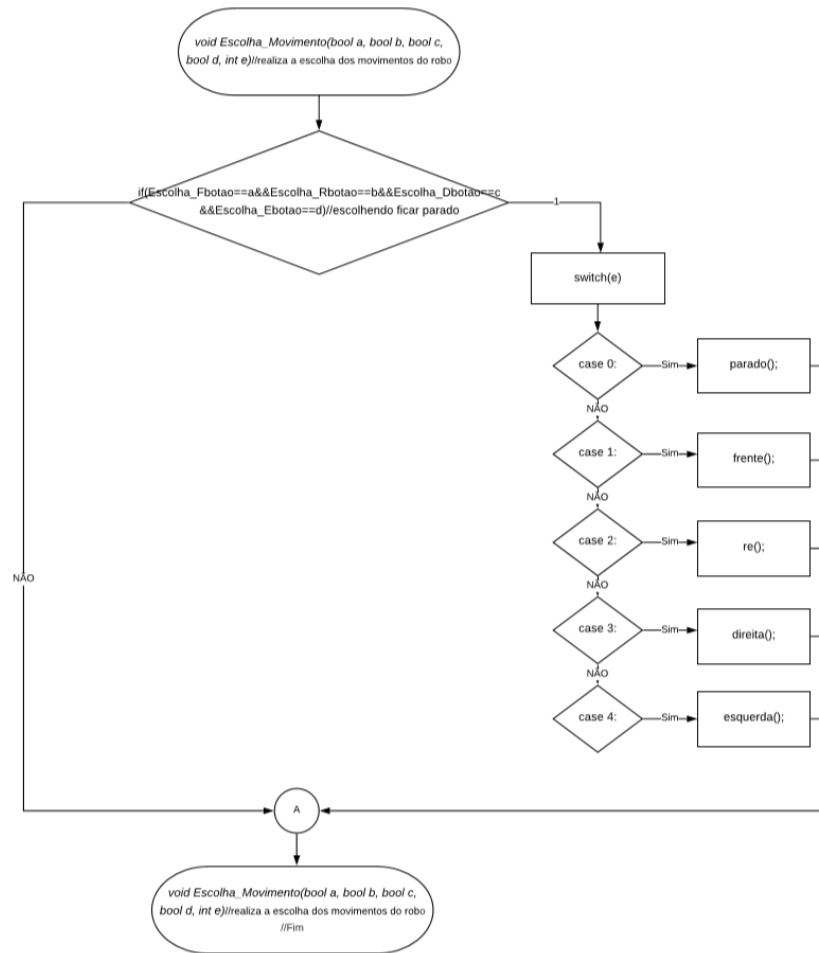 void Escolha_Movimento(bool a, bool b, bool c,
bool d, int e)//realiza a escolha dos movimentos do robo
if(Escolha_Fbotao==a&&Escolha_Rbotao==b&&Escolha_Dbotao==c
&&Escolha_Ebotao==d)//escolhendo ficar parado
1
switch(e)
case 0:
Sim
parado();
NÃO
case 1:
Sim
frente();
NÃO
case 2:
Sim
re();
NÃO
NÃO
case 3:
Sim
direita();
NÃO
case 4:
Sim
esquerda();
A
void Escolha_Movimento(bool a, bool b, bool c,
bool d, int e)//realiza a escolha dos movimentos do robo
//Fim